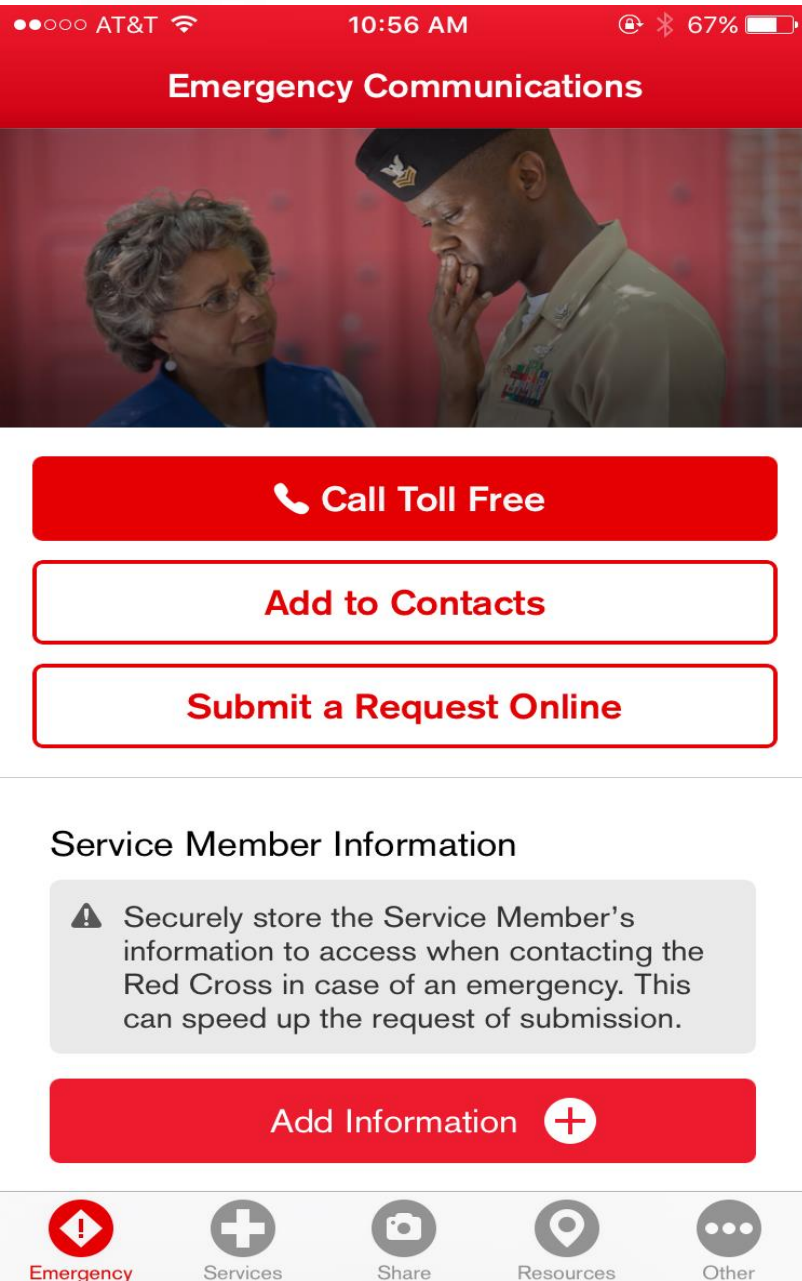 AT&T 10:56 AM 67%
Emergency Communications
Call Toll Free
Add to Contacts
Submit a Request Online
Service Member Information
Securely store the Service Member's
information to access when contacting the
Red Cross in case of an emergency. This
can speed up the request of submission.
Add Information
Emergency Services Share Resources Other